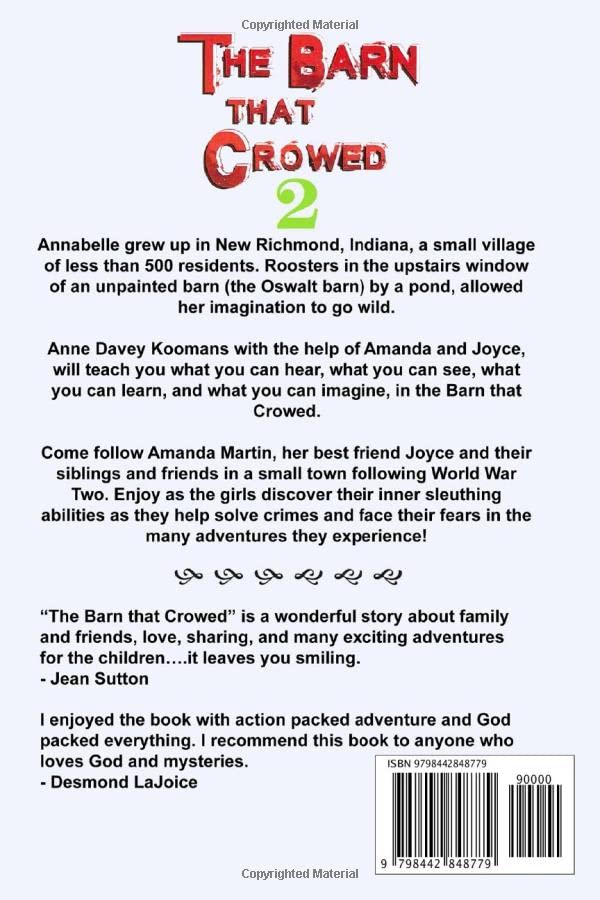 Copyrighted Material
THE BARN
THAT
CROWED
2
Annabelle grew up in New Richmond, Indiana, a small village
of less than 500 residents. Roosters in the upstairs window
of an unpainted barn (the Oswalt barn) by a pond, allowed
her imagination to go wild.
Anne Davey Koomans with the help of Amanda and Joyce,
will teach you what you can hear, what you can see, what
you can learn, and what you can imagine, in the Barn that
Crowed.
Come follow Amanda Martin, her best friend Joyce and their
siblings and friends in a small town following World War
Two. Enjoy as the girls discover their inner sleuthing
abilities as they help solve crimes and face their fears in the
many adventures they experience!
“The Barn that Crowed” is a wonderful story about family
and friends, love, sharing, and many exciting adventures
for the children....it leaves you smiling.
- Jean Sutton
I enjoyed the book with action packed adventure and God
packed everything. I recommend this book to anyone who
loves God and mysteries.
- Desmond LaJoice
ISBN 9798442848779
90000
9 798442 848779
Copyrighted Material